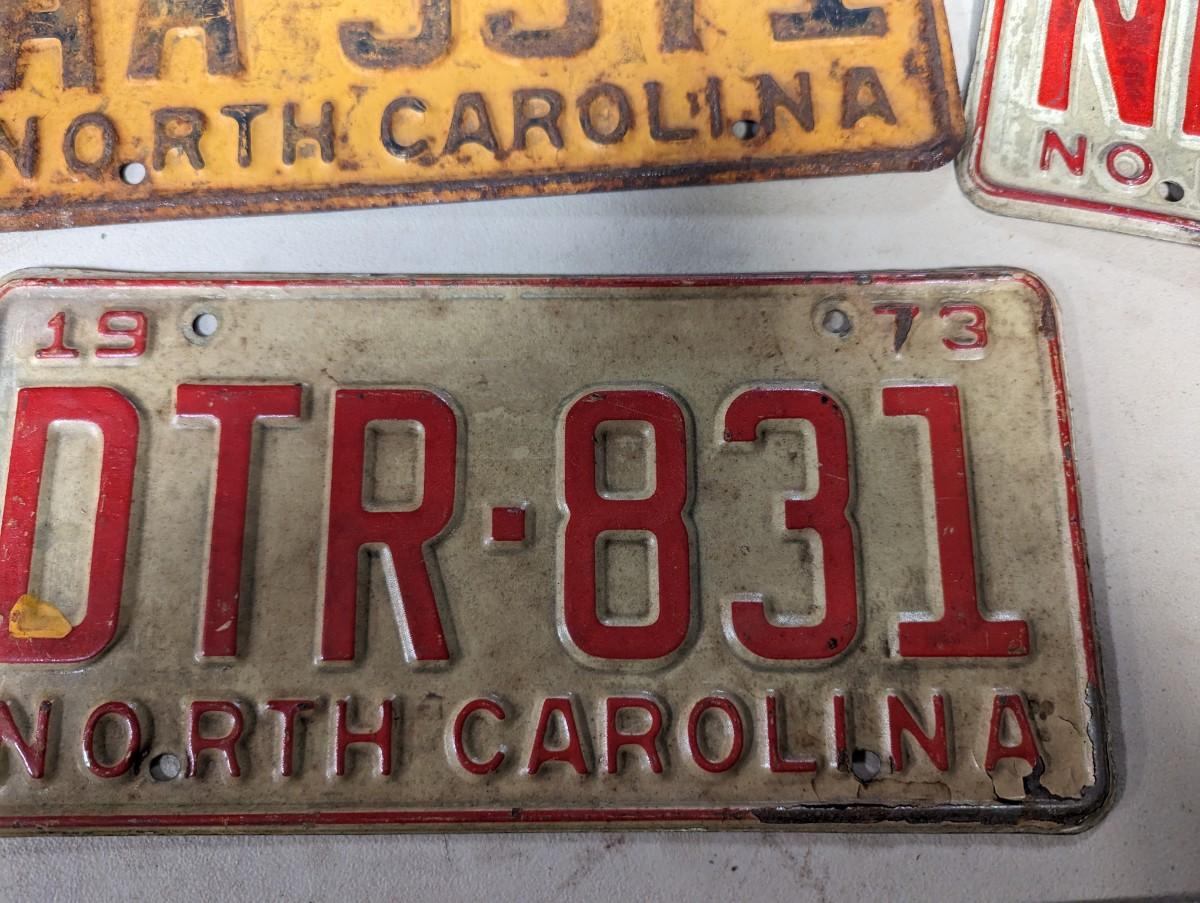 NORTH CAROLINA
N
NO
19 73
DTR·831
NORTH CAROLINA